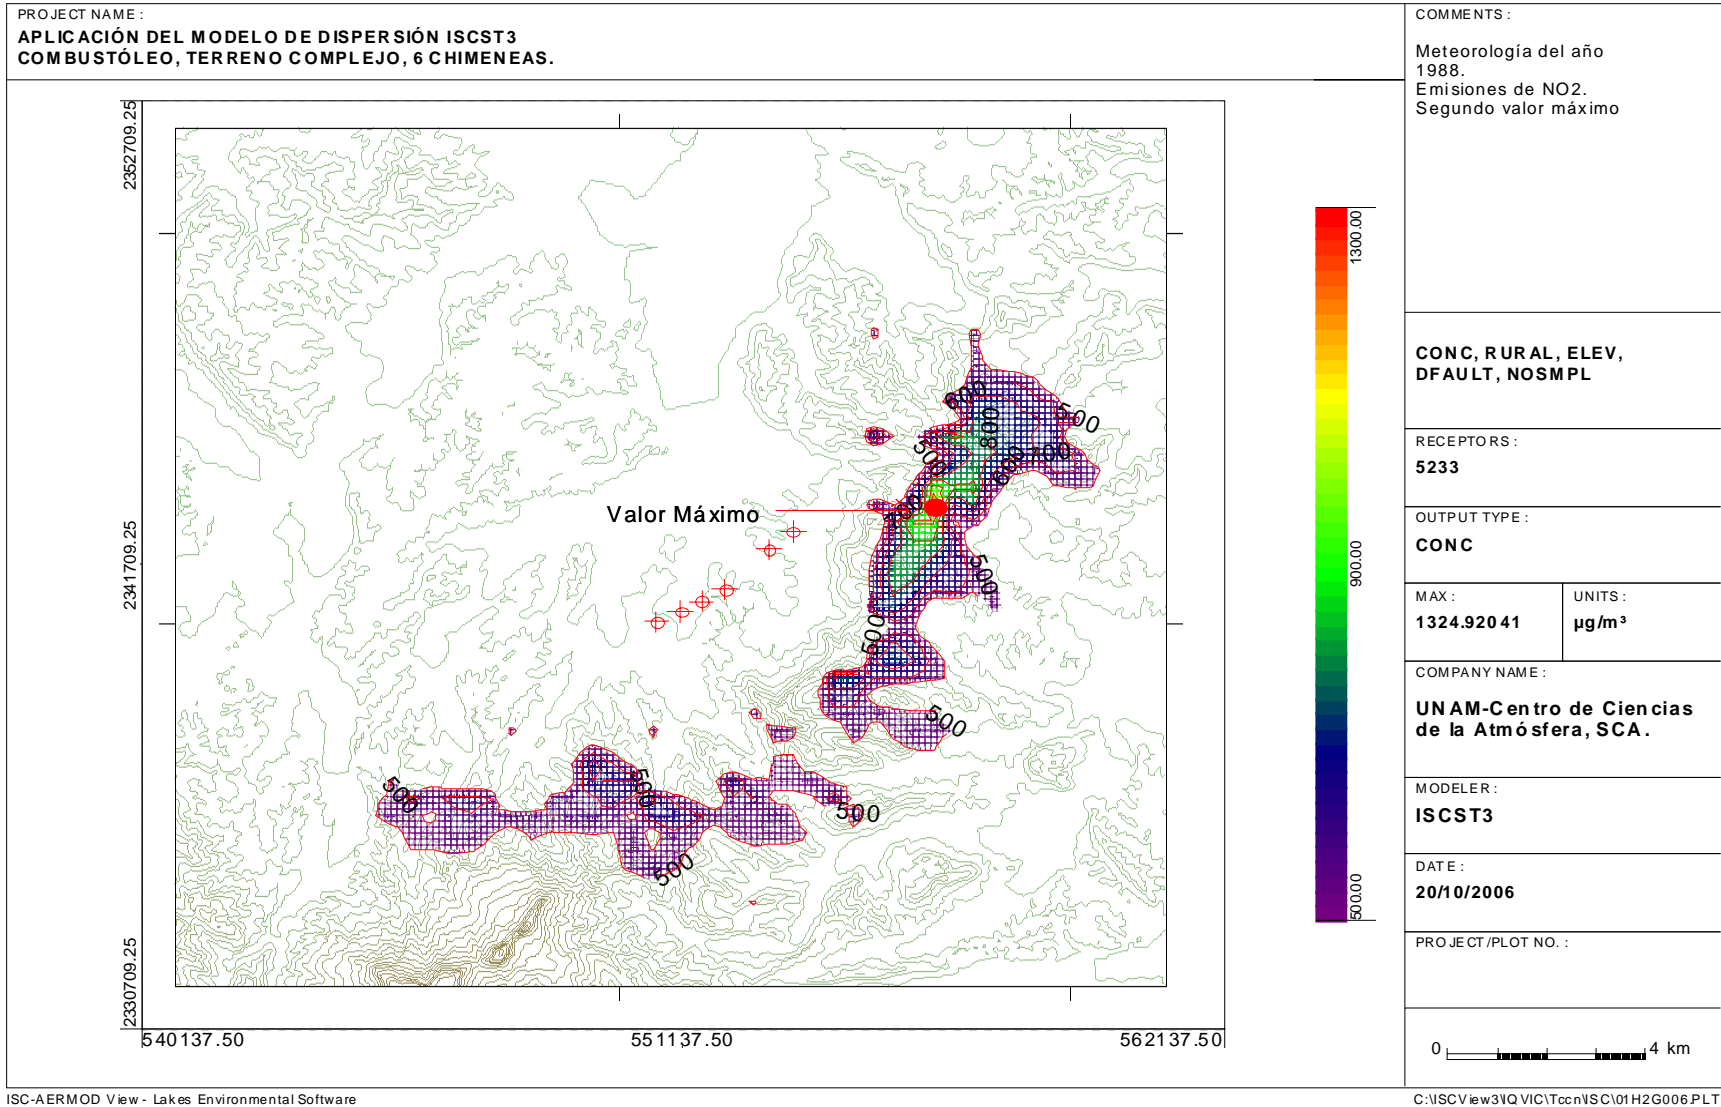 PROJECT NAME :
APLICACIÓN DEL MODELO DE DISPERSIÓN ISCST3
COMBUSTÓLEO, TERRENO COMPLEJO, 6 CHIMENEAS.
COMMENTS :
Meteorología del año
1988.
Emisiones de NO2.
Segundo valor máximo
2352709.25
2341709.25
2330709.25
540137.50
551137.50
562137.50
Valor Máximo
600
500
800
500
700
600
700
500
500
500
500
500
500
500
1300.00
900.00
500.00
CONC, RURAL, ELEV,
DFAULT, NOSMPL
RECEPTORS :
5233
OUTPUT TYPE :
CONC
MAX :
1324.92041
UNITS :
µg/m³
COMPANY NAME :
UNAM-Centro de Ciencias
de la Atmósfera, SCA.
MODELER :
ISCST3
DATE :
20/10/2006
PROJECT/PLOT NO. :
0 4 km
ISC-AERMOD View - Lakes Environmental Software
C:\ISCView3\IQVIC\Tccn\ISC\01H2G006.PLT